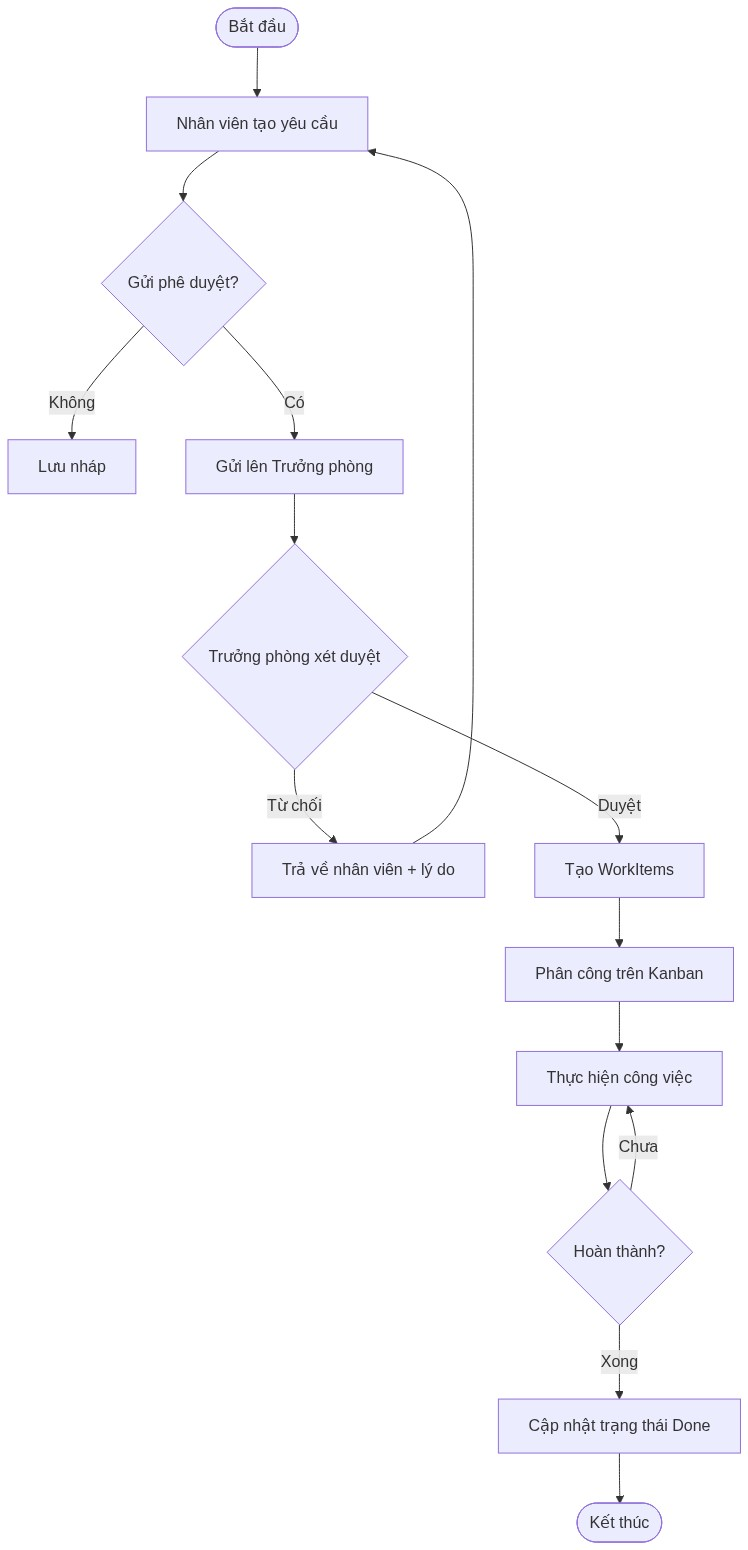 Bắt đầu
Nhân viên tạo yêu cầu
Gửi phê duyệt?
Không
Có
Lưu nháp
Gửi lên Trưởng phòng
Trưởng phòng xét duyệt
Từ chối
Duyệt
Trả về nhân viên + lý do
Tạo WorkItems
Phân công trên Kanban
Thực hiện công việc
Chưa
Hoàn thành?
Xong
Cập nhật trạng thái Done
Kết thúc